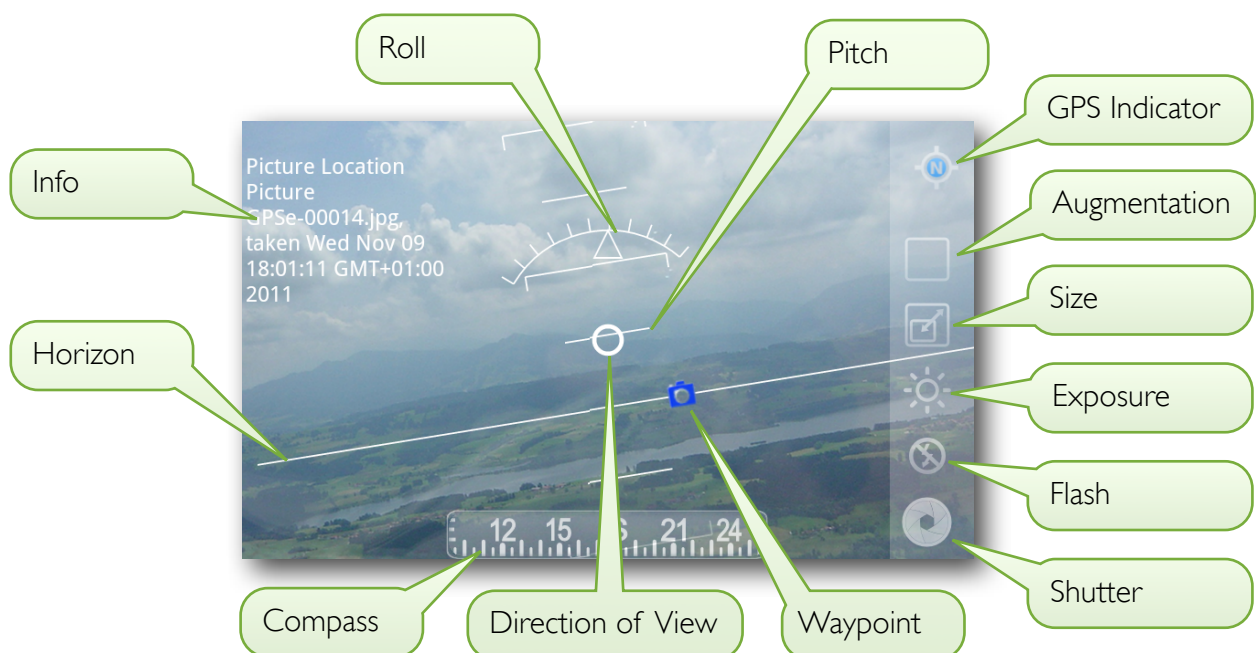 Roll
Pitch
GPS Indicator
Info
Picture Location
Picture
GPSe-00014.jpg,
taken Wed Nov 09
18:01:11 GMT+01:00
2011
N
Augmentation
Size
Horizon
Exposure
Flash
12 15 S 21 24
Shutter
Compass
Direction of View
Waypoint